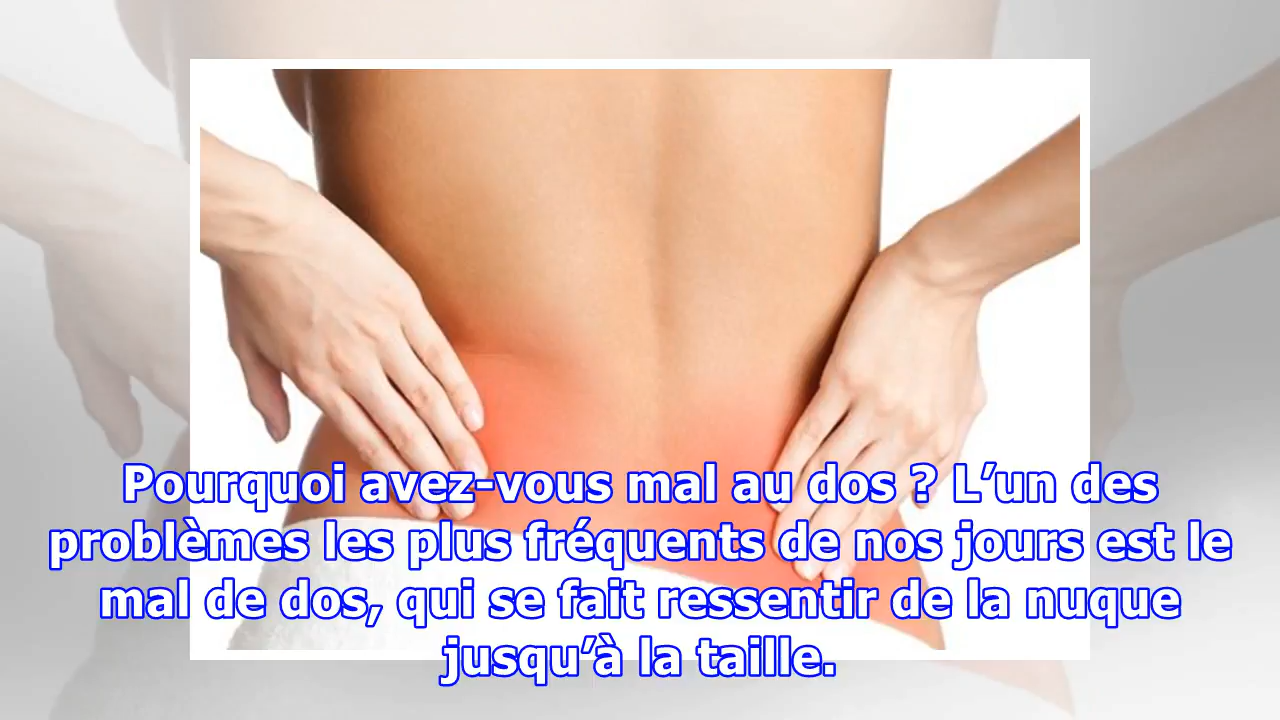 Pourquoi avez-vous mal au dos ? L’un des
problèmes les plus fréquents de nos jours est le
mal de dos, qui se fait ressentir de la nuque
jusqu’à la taille.